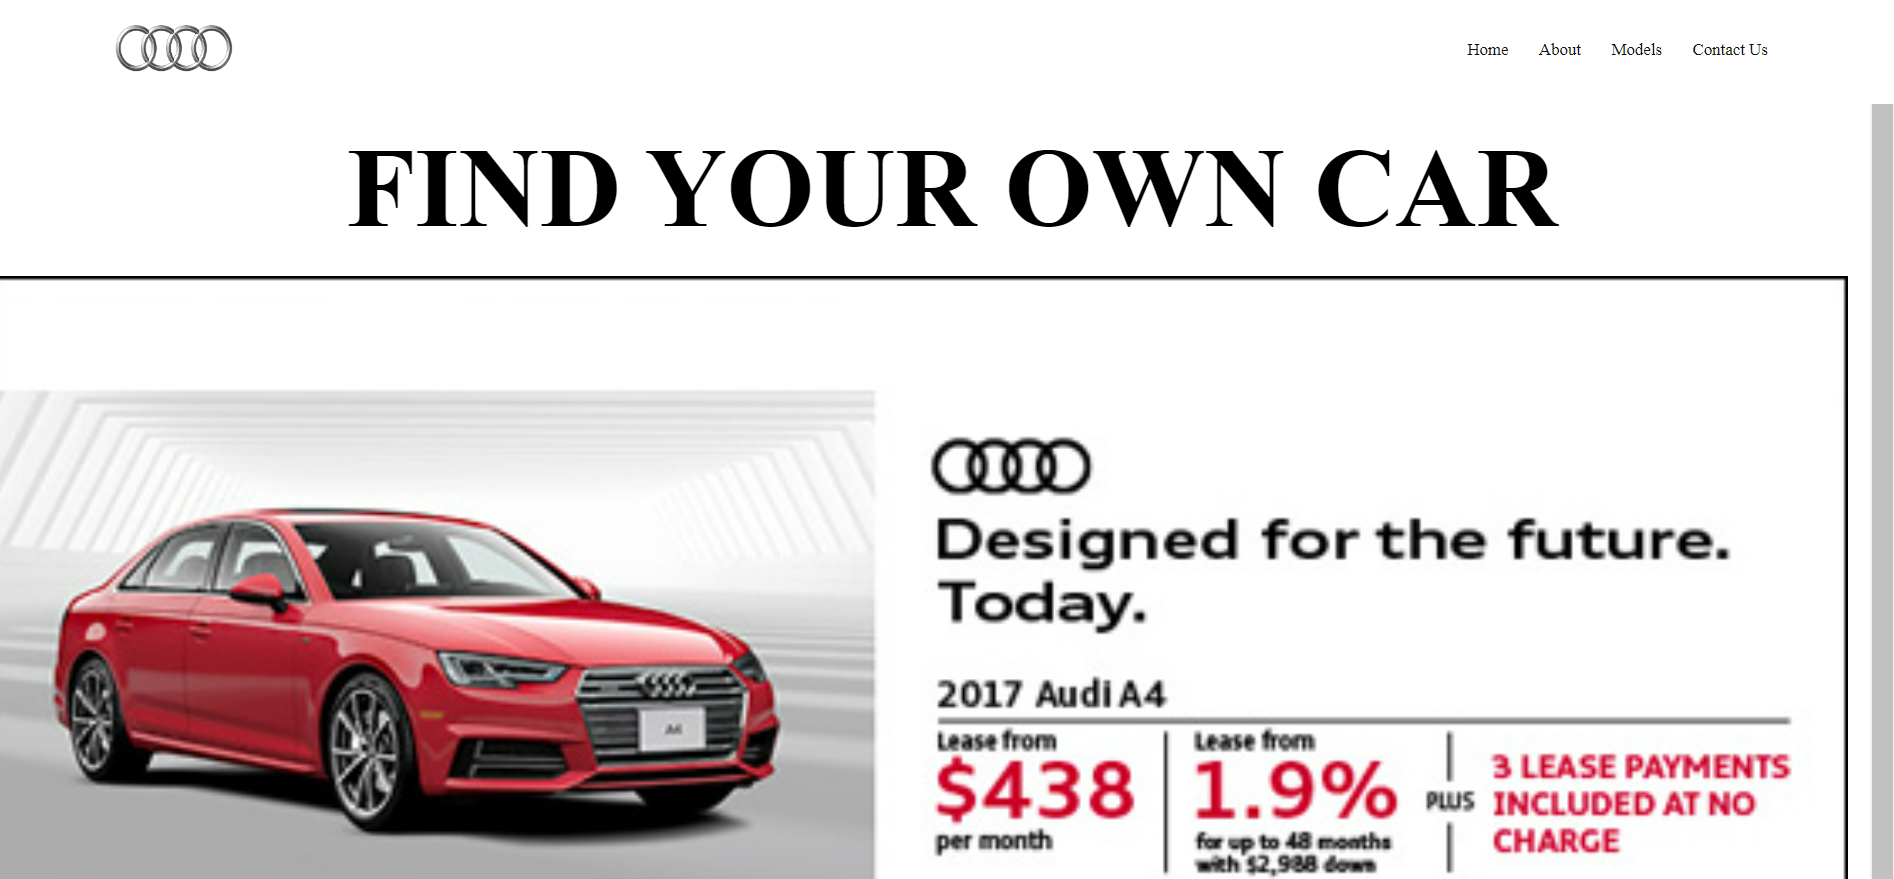 Home About Models Contact Us
FIND YOUR OWN CAR
Designed for the future.
Today.
2017 Audi A4
Lease from
$438
per month
Lease from
1.9%
for up to 48 months
with $2,988 down
PLUS
3 LEASE PAYMENTS
INCLUDED AT NO
CHARGE
A4